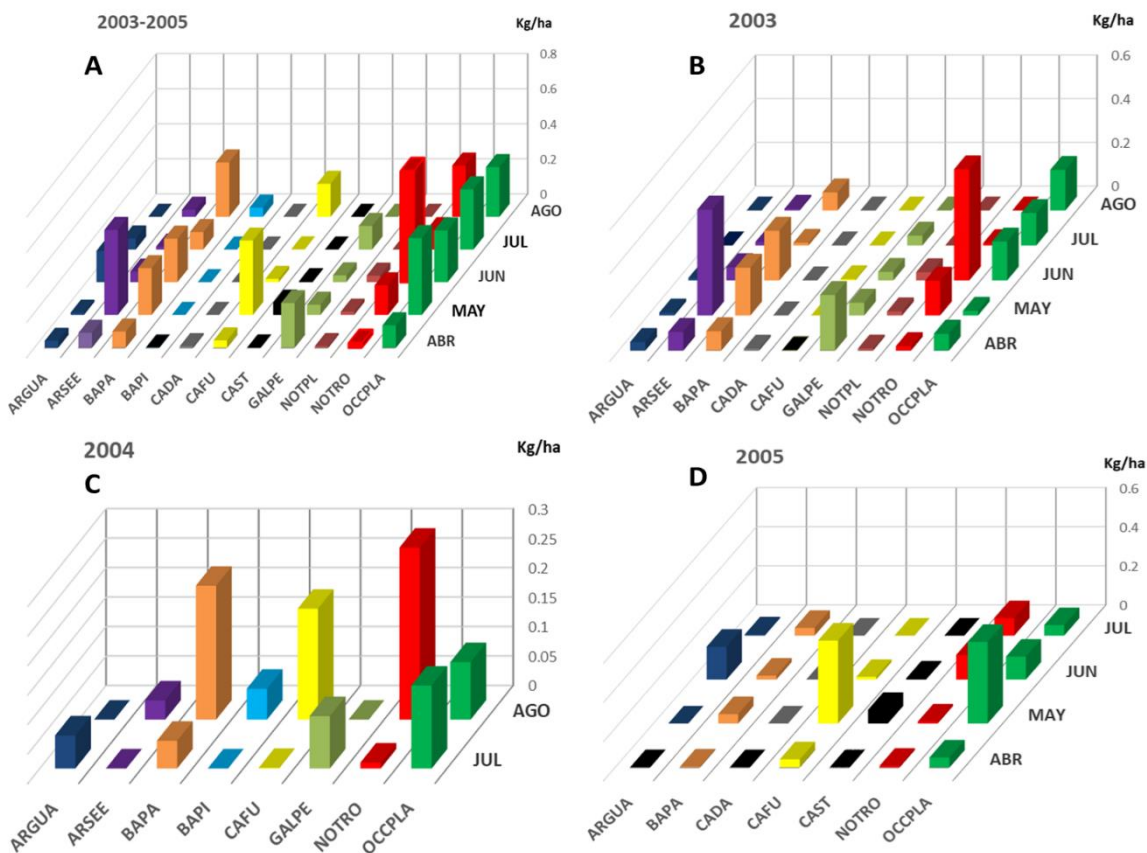 2003-2005
Kg/ha
A
0.8
0.6
0.4
0.2
0
AGO
JUL
JUN
MAY
ABR
ARGUA
ARSEE
BAPA
BAPI
CADA
CAFU
CAST
GALPE
NOTPL
NOTRO
OCCPLA
2003
Kg/ha
B
0.6
0.4
0.2
0
AGO
JUL
JUN
MAY
ABR
ARGUA
ARSEE
BAPA
CADA
CAFU
GALPE
NOTPL
NOTRO
OCCPLA
2004
Kg/ha
C
0.3
0.25
0.2
0.15
0.1
0.05
0
AGO
JUL
ARGUA
ARSEE
BAPA
BAPI
CAFU
GALPE
NOTRO
OCCPLA
2005
Kg/ha
D
0.6
0.4
0.2
0
JUL
JUN
MAY
ABR
ARGUA
BAPA
CADA
CAFU
CAST
NOTRO
OCCPLA